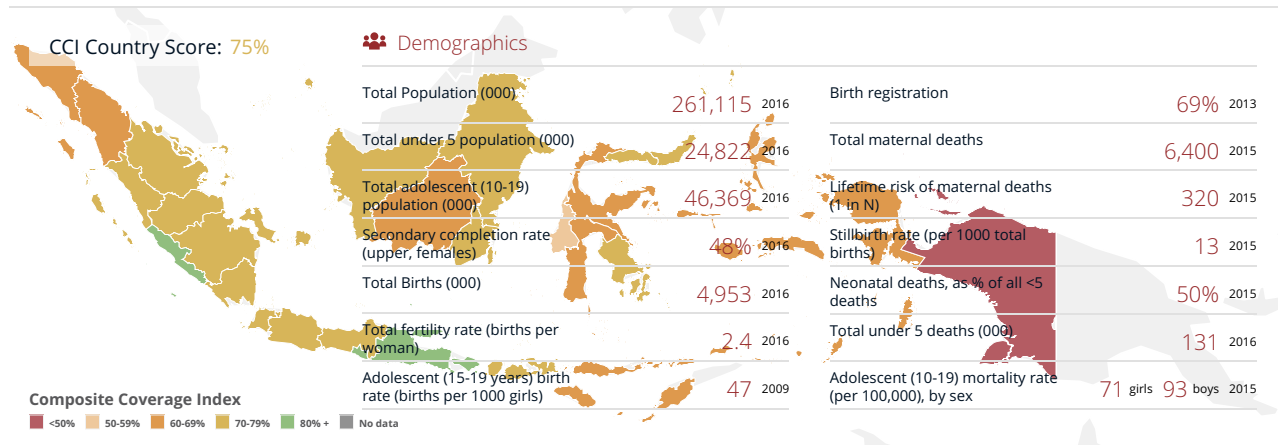 CCI Country Score: 75%
Demographics
Total Population (000) 261,115 2016
Total under 5 population (000) 24,822 2016
Total adolescent (10-19)
population (000) 46,369 2016
Secondary completion rate
(upper, females) 48% 2016
Total Births (000) 4,953 2016
Total fertility rate (births per
woman) 2.4 2016
Adolescent (15-19 years) birth
rate (births per 1000 girls) 47 2009
Birth registration 69% 2013
Total maternal deaths 6,400 2015
Lifetime risk of maternal deaths
(1 in N) 320 2015
Stillbirth rate (per 1000 total
births) 13 2015
Neonatal deaths, as % of all <5
deaths 50% 2015
Total under 5 deaths (000) 131 2016
Adolescent (10-19) mortality rate
(per 100,000), by sex 71 girls 93 boys 2015
Composite Coverage Index
<50% 50-59% 60-69% 70-79% 80% + No data